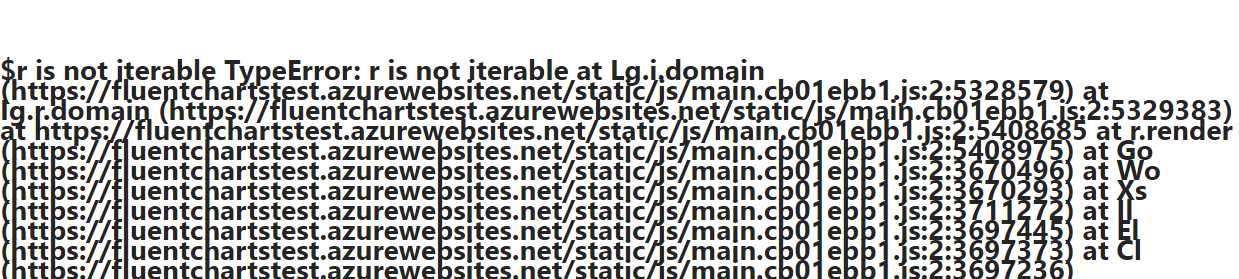 $r is not iterable TypeError: r is not iterable at Lg.i.domain
(https://fluentchartstest.azurewebsites.net/static/js/main.cb01ebb1.js:2:5328579) at
lg.r.domain (https://fluentchartstest.azurewebsites.net/static/js/main.cb01ebb1.js:2:5329383)
at https://fluentchartstest.azurewebsites.net/static/js/main.cb01ebb1.js:2:5408685 at r.render
(https://fluentchartstest.azurewebsites.net/static/js/main.cb01ebb1.js:2:5408975) at Go
(https://fluentchartstest.azurewebsites.net/static/js/main.cb01ebb1.js:2:3670496) at Wo
(https://fluentchartstest.azurewebsites.net/static/js/main.cb01ebb1.js:2:3670293) at Xs
(https://fluentchartstest.azurewebsites.net/static/js/main.cb01ebb1.js:2:3711272) at Il
(https://fluentchartstest.azurewebsites.net/static/js/main.cb01ebb1.js:2:3697445) at El
(https://fluentchartstest.azurewebsites.net/static/js/main.cb01ebb1.js:2:3697373) at Cl
(https://fluentchartstest.azurewebsites.net/static/js/main.cb01ebb1.js:2:3697236)